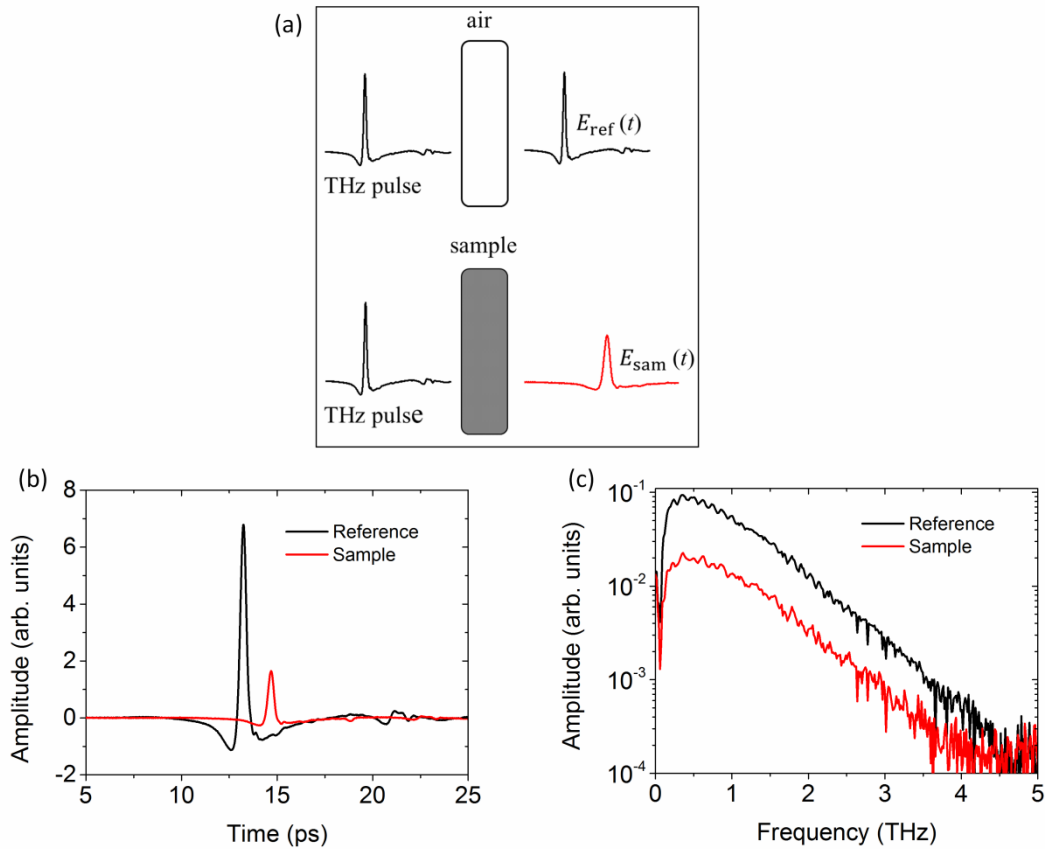 (a)
air
E_ref (t)
THz pulse
sample
E_sam (t)
THz pulse
(b)
8
6
4
2
0
-2
Amplitude (arb. units)
Reference
Sample
5 10 15 20 25
Time (ps)
(c)
10⁻¹
10⁻²
10⁻³
10⁻⁴
Amplitude (arb. units)
Reference
Sample
0 1 2 3 4 5
Frequency (THz)